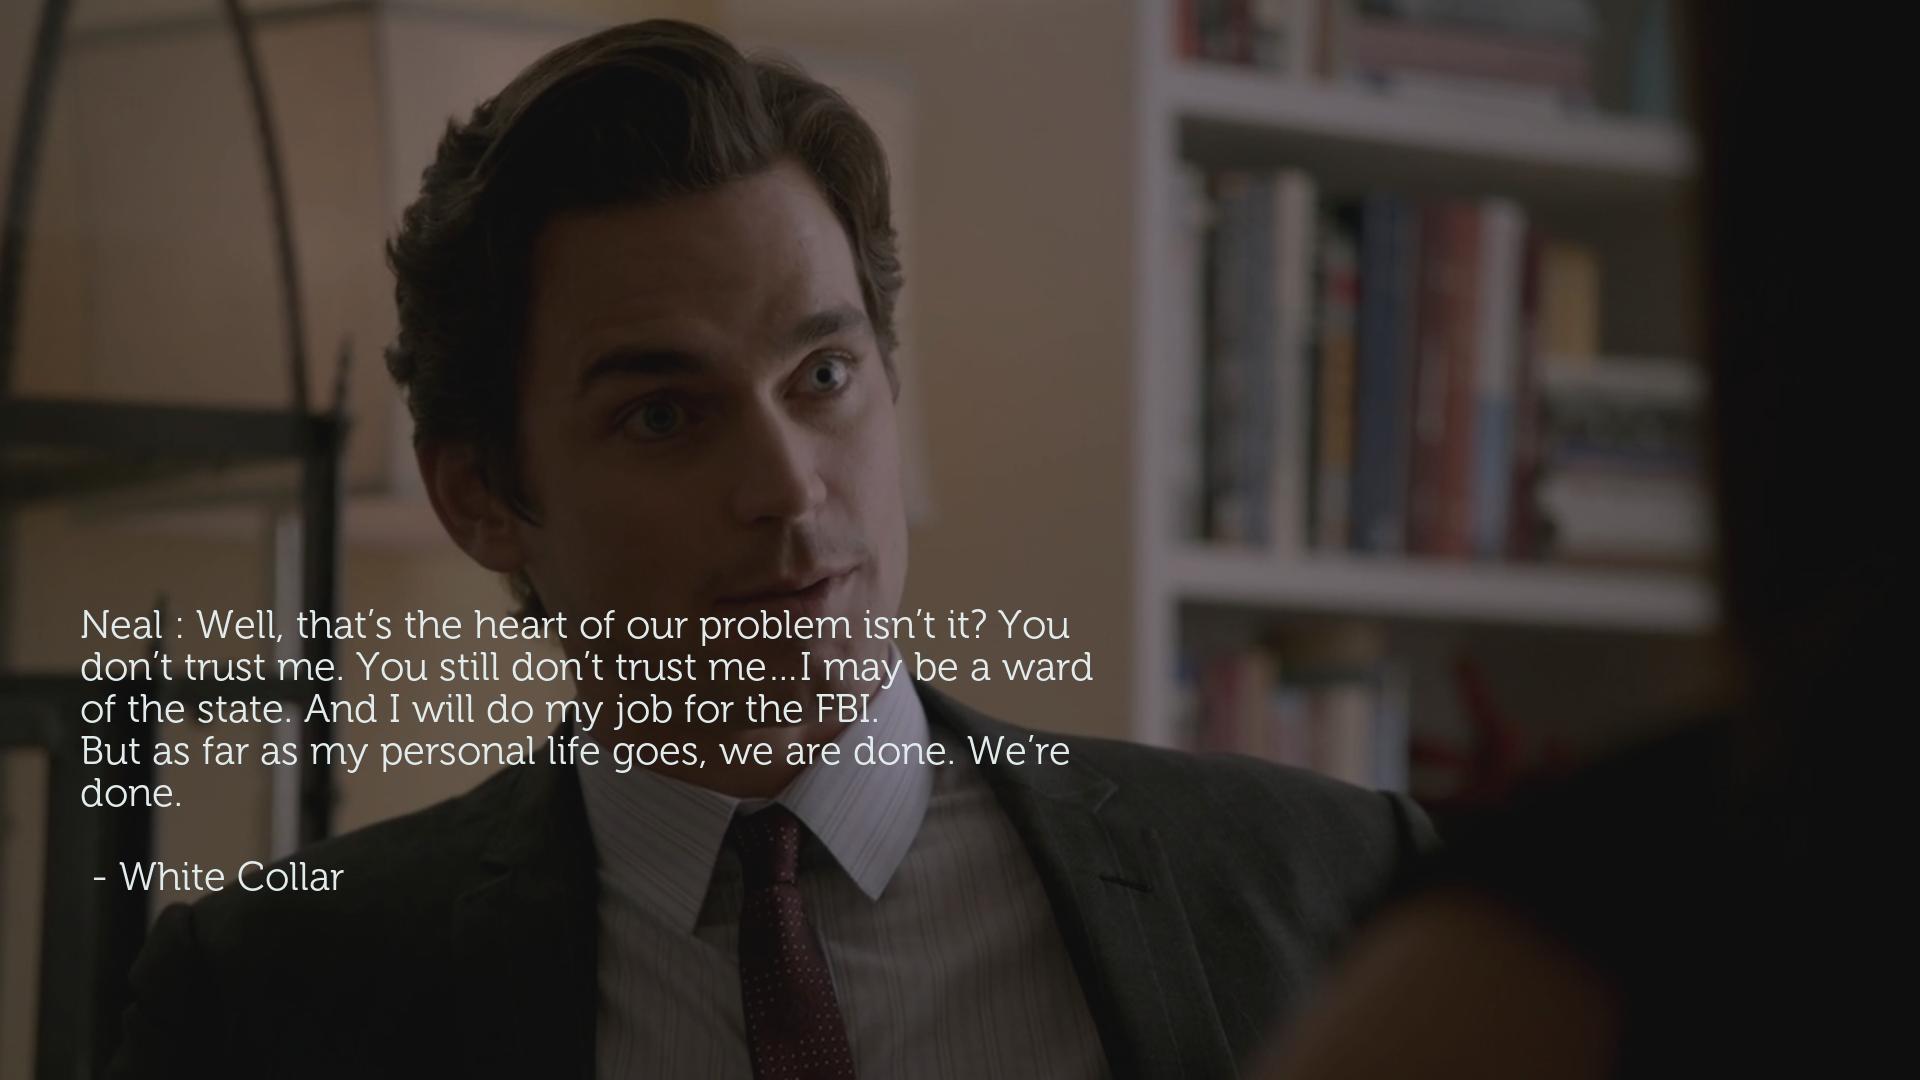 Neal : Well, that’s the heart of our problem isn’t it? You
don’t trust me. You still don’t trust me...I may be a ward
of the state. And I will do my job for the FBI.
But as far as my personal life goes, we are done. We’re
done.
- White Collar